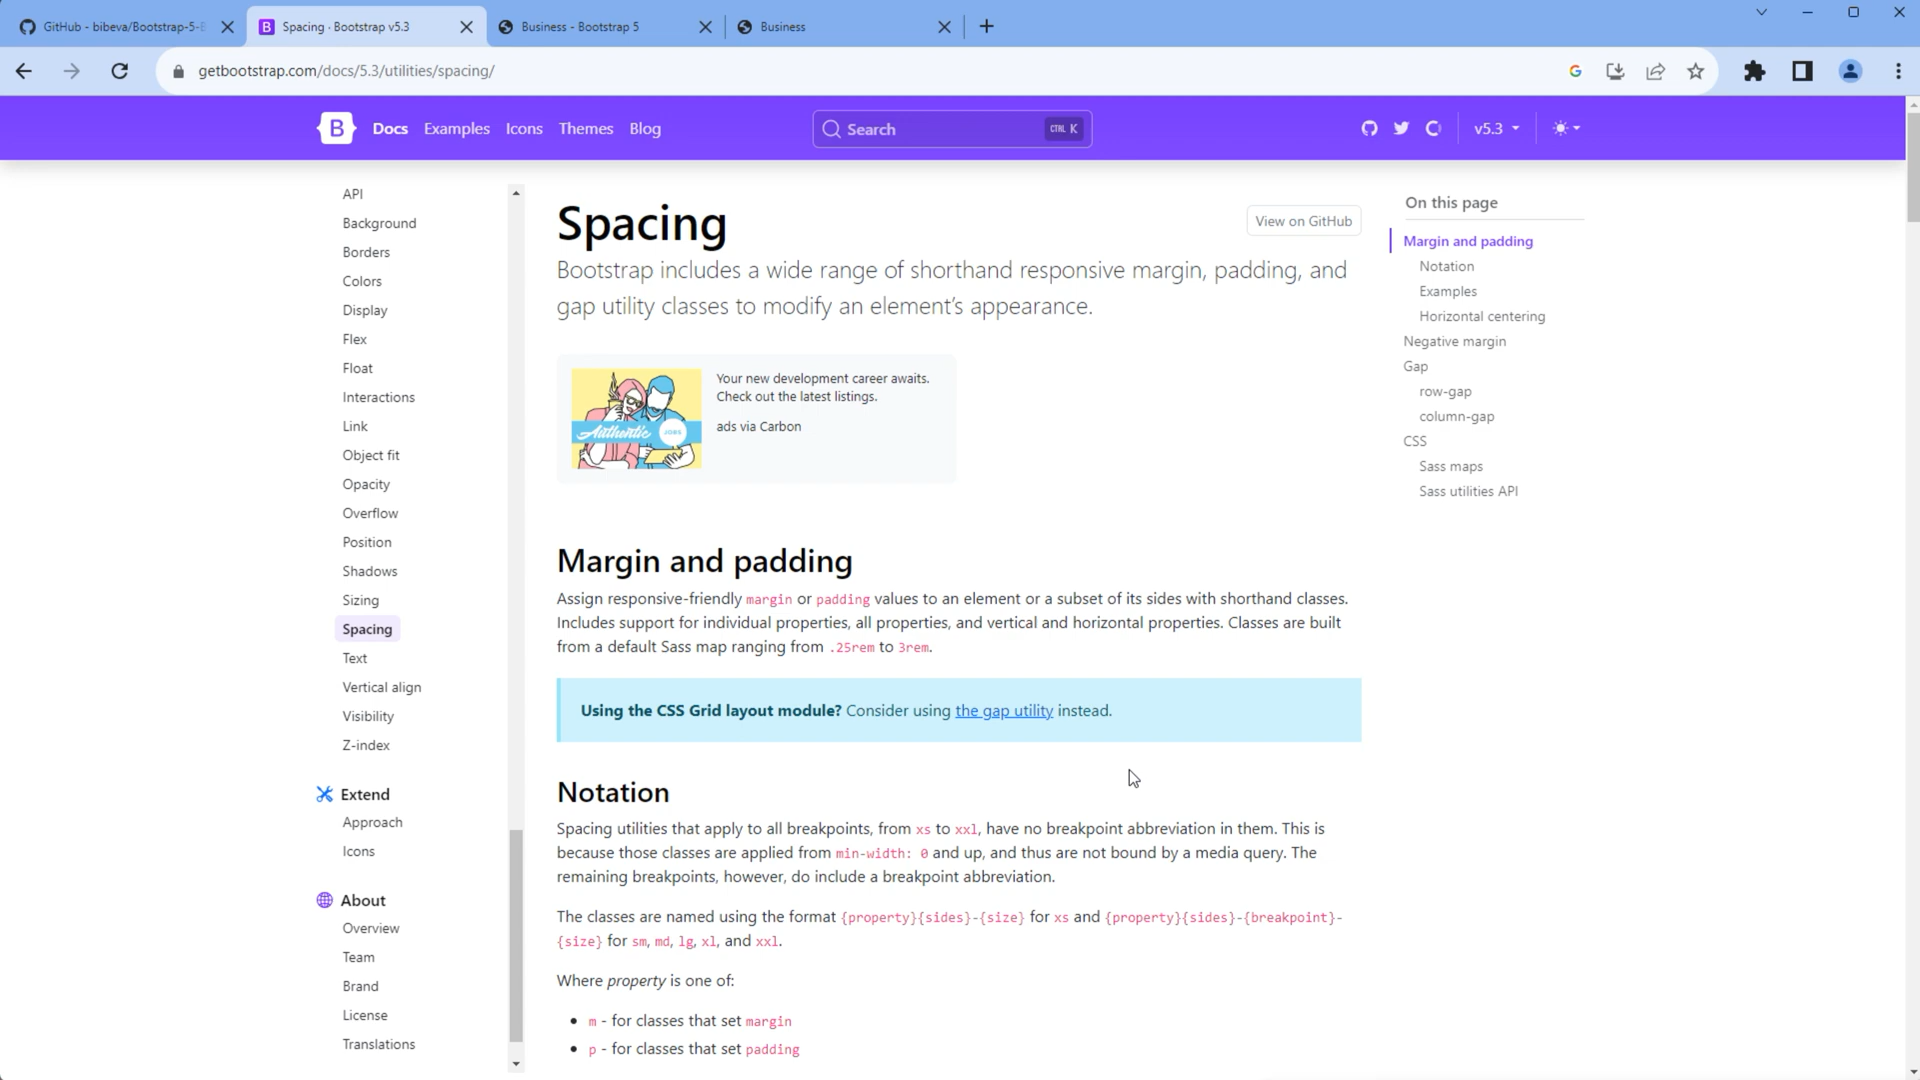 GitHub - bibeva/Bootstrap-5-B
Spacing · Bootstrap v5.3
Business - Bootstrap 5
Business
getbootstrap.com/docs/5.3/utilities/spacing/
B
Docs
Examples
Icons
Themes
Blog
Search
CTRL K
v5.3
API
Background
Borders
Colors
Display
Flex
Float
Interactions
Link
Object fit
Opacity
Overflow
Position
Shadows
Sizing
Spacing
Text
Vertical align
Visibility
Z-index
Extend
Approach
Icons
About
Overview
Team
Brand
License
Translations
Spacing
View on GitHub
Bootstrap includes a wide range of shorthand responsive margin, padding, and
gap utility classes to modify an element’s appearance.
Authentic
JOBS
Your new development career awaits.
Check out the latest listings.
ads via Carbon
Margin and padding
Assign responsive-friendly margin or padding values to an element or a subset of its sides with shorthand classes.
Includes support for individual properties, all properties, and vertical and horizontal properties. Classes are built
from a default Sass map ranging from .25rem to 3rem.
Using the CSS Grid layout module? Consider using the gap utility instead.
Notation
Spacing utilities that apply to all breakpoints, from xs to xxl, have no breakpoint abbreviation in them. This is
because those classes are applied from min-width: 0 and up, and thus are not bound by a media query. The
remaining breakpoints, however, do include a breakpoint abbreviation.
The classes are named using the format {property}{sides}-{size} for xs and {property}{sides}-{breakpoint}-
{size} for sm, md, lg, xl, and xxl.
Where property is one of:
m - for classes that set margin
p - for classes that set padding
On this page
Margin and padding
Notation
Examples
Horizontal centering
Negative margin
Gap
row-gap
column-gap
CSS
Sass maps
Sass utilities API